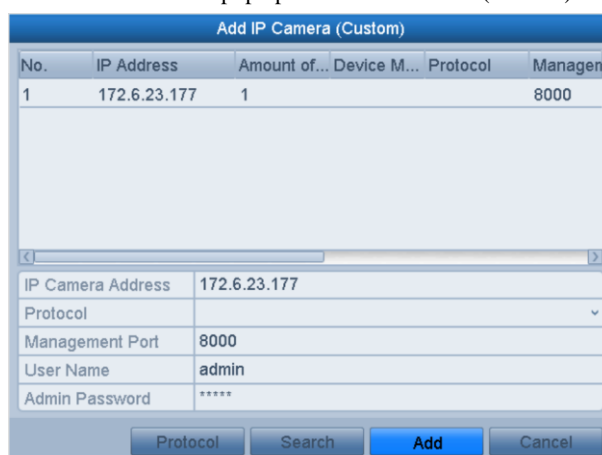 Add IP Camera (Custom)
No. IP Address Amount of... Device M... Protocol
1 172.6.23.177 1 8000
IP Camera Address 172.6.23.177
Protocol
Management Port 8000
User Name admin
Admin Password *****
Protocol Search Add Cancel